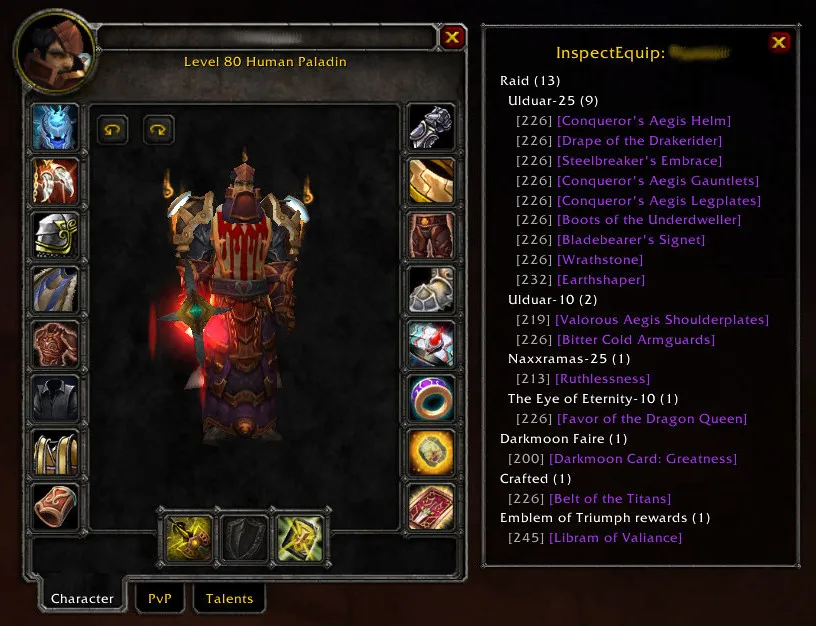 Level 80 Human Paladin
Character
PvP
Talents
InspectEquip:
Raid (13)
Ulduar-25 (9)
[226] [Conqueror's Aegis Helm]
[226] [Drape of the Drakerider]
[226] [Steelbreaker's Embrace]
[226] [Conqueror's Aegis Gauntlets]
[226] [Conqueror's Aegis Legplates]
[226] [Boots of the Underdweller]
[226] [Bladebearer's Signet]
[226] [Wrathstone]
[232] [Earthshaper]
Ulduar-10 (2)
[219] [Valorous Aegis Shoulderplates]
[226] [Bitter Cold Armguards]
Naxxramas-25 (1)
[213] [Ruthlessness]
The Eye of Eternity-10 (1)
[226] [Favor of the Dragon Queen]
Darkmoon Faire (1)
[200] [Darkmoon Card: Greatness]
Crafted (1)
[226] [Belt of the Titans]
Emblem of Triumph rewards (1)
[245] [Libram of Valiance]